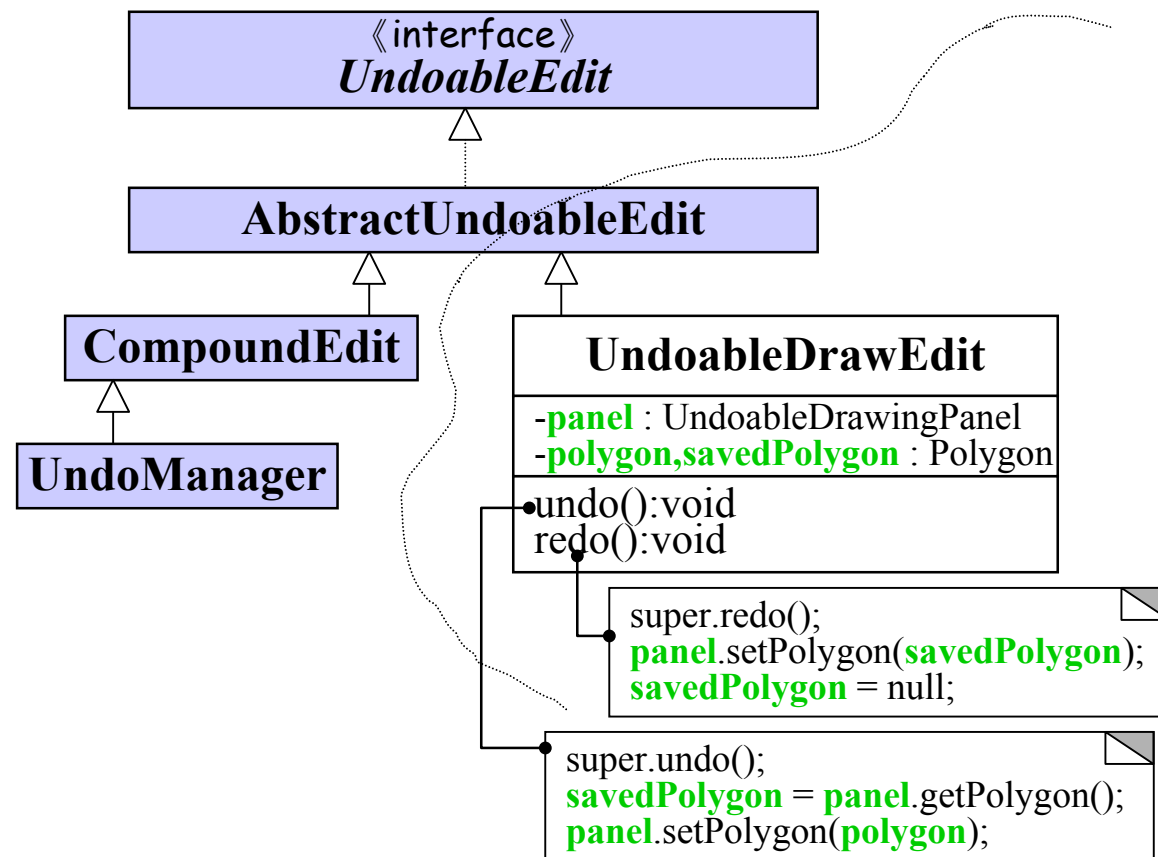 《interface》
UndoableEdit
AbstractUndoableEdit
CompoundEdit
UndoManager
UndoableDrawEdit
-panel : UndoableDrawingPanel
-polygon,savedPolygon : Polygon
undo():void
redo():void
super.redo();
panel.setPolygon(savedPolygon);
savedPolygon = null;
super.undo();
savedPolygon = panel.getPolygon();
panel.setPolygon(polygon);